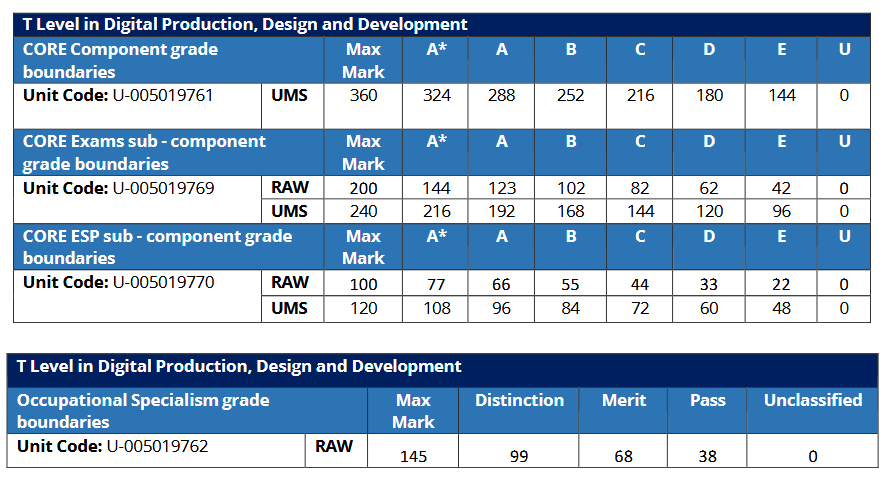 T Level in Digital Production, Design and Development
CORE Component grade boundaries Max Mark A* A B C D E U
Unit Code: U-005019761 UMS 360 324 288 252 216 180 144 0
CORE Exams sub - component grade boundaries Max Mark A* A B C D E U
Unit Code: U-005019769 RAW 200 144 123 102 82 62 42 0
UMS 240 216 192 168 144 120 96 0
CORE ESP sub - component grade boundaries Max Mark A* A B C D E U
Unit Code: U-005019770 RAW 100 77 66 55 44 33 22 0
UMS 120 108 96 84 72 60 48 0
T Level in Digital Production, Design and Development
Occupational Specialism grade boundaries Max Mark Distinction Merit Pass Unclassified
Unit Code: U-005019762 RAW 145 99 68 38 0